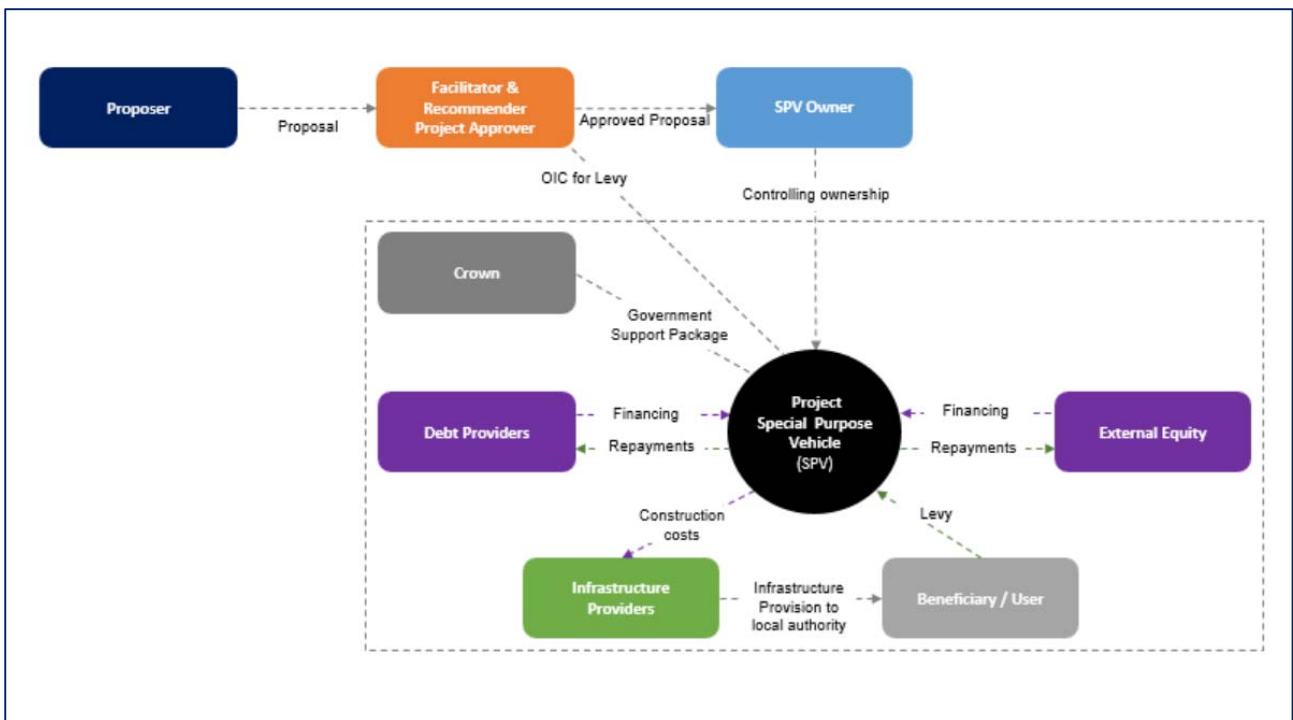 Proposer
Proposal
Facilitator &
Recommender
Project Approver
Approved Proposal
SPV Owner
OIC for Levy
Controlling ownership
Crown
Government
Support Package
Debt Providers
Financing
Repayments
Project
Special Purpose
Vehicle
(SPV)
Financing
Repayments
External Equity
Construction
costs
Levy
Infrastructure
Providers
Infrastructure
Provision to
local authority
Beneficiary / User